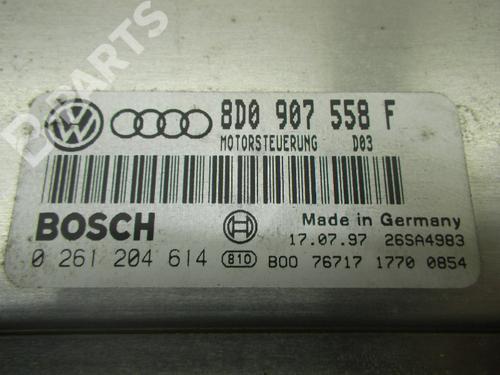 B-PARTS
8D0 907 558 F
MOTORSTEUERUNG D03
BOSCH
Made in Germany
17.07.97 26SA4983
0 261 204 614 810 B00 76717 1770 0854